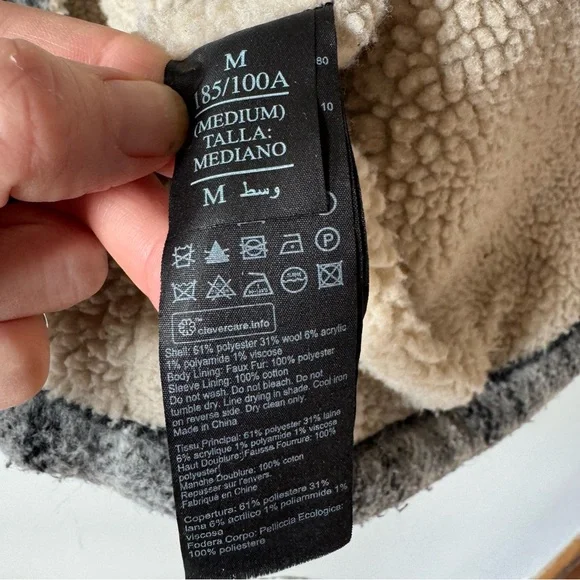 M
185/100A
(MEDIUM)
TALLA:
MEDIANO
M وسط
80
10
P
clevercare.info
Shell: 61% polyester 31% wool 6% acrylic
1% polyamide 1% viscose
Body Lining: Faux Fur: 100% polyester
Sleeve Lining: 100% cotton
Do not wash. Do not bleach. Do not
tumble dry. Line drying in shade. Cool iron
on reverse side. Dry clean only.
Made in China
Tissu Principal: 61% polyester 31% laine
6% acrylique 1% polyamide 1% viscose
Haut Doublure: Fausse Fourrure: 100%
polyester
Manche Doublure: 100% coton
Repasser sur l'envers.
Fabriqué en Chine
Copertura: 61% poliestere 31%
lana 6% acrilico 1% poliammide 1%
viscose
Fodera Corpo: Pelliccia Ecologica:
100% poliestere